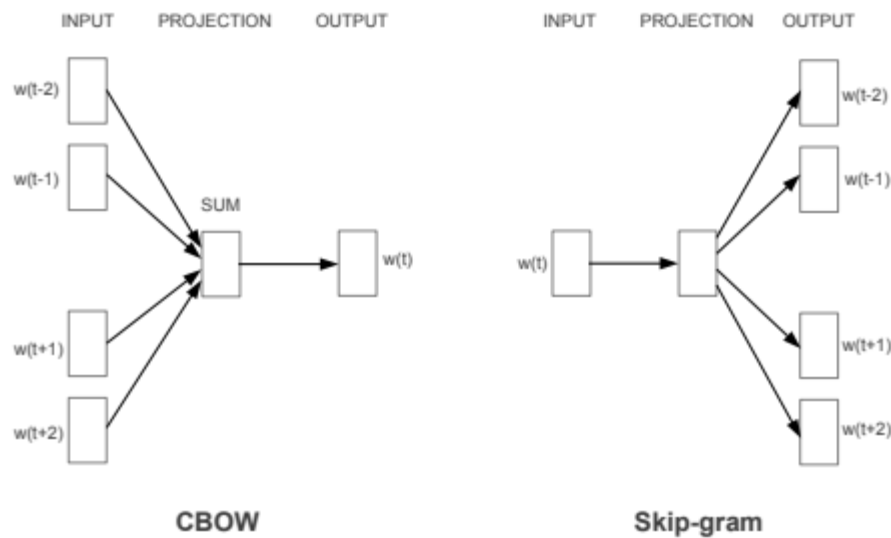 INPUT PROJECTION OUTPUT
w(t-2)
w(t-1)
SUM
w(t)
w(t+1)
w(t+2)
CBOW
INPUT PROJECTION OUTPUT
w(t-2)
w(t-1)
w(t)
w(t+1)
w(t+2)
Skip-gram